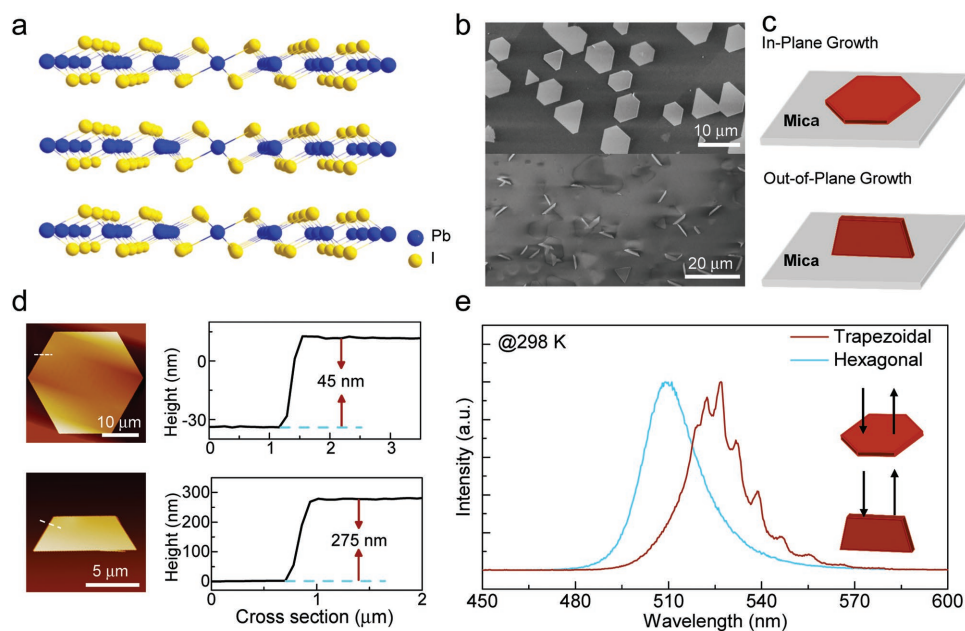 a
Pb
I
b
10 μm
20 μm
c
In-Plane Growth
Mica
Out-of-Plane Growth
Mica
d
10 μm
Height (nm)
0
-30
45 nm
0 1 2 3
5 μm
Height (nm)
300
200
100
0
275 nm
0 1 2
Cross section (μm)
e
@298 K
Trapezoidal
Hexagonal
Intensity (a.u.)
450 480 510 540 570 600
Wavelength (nm)